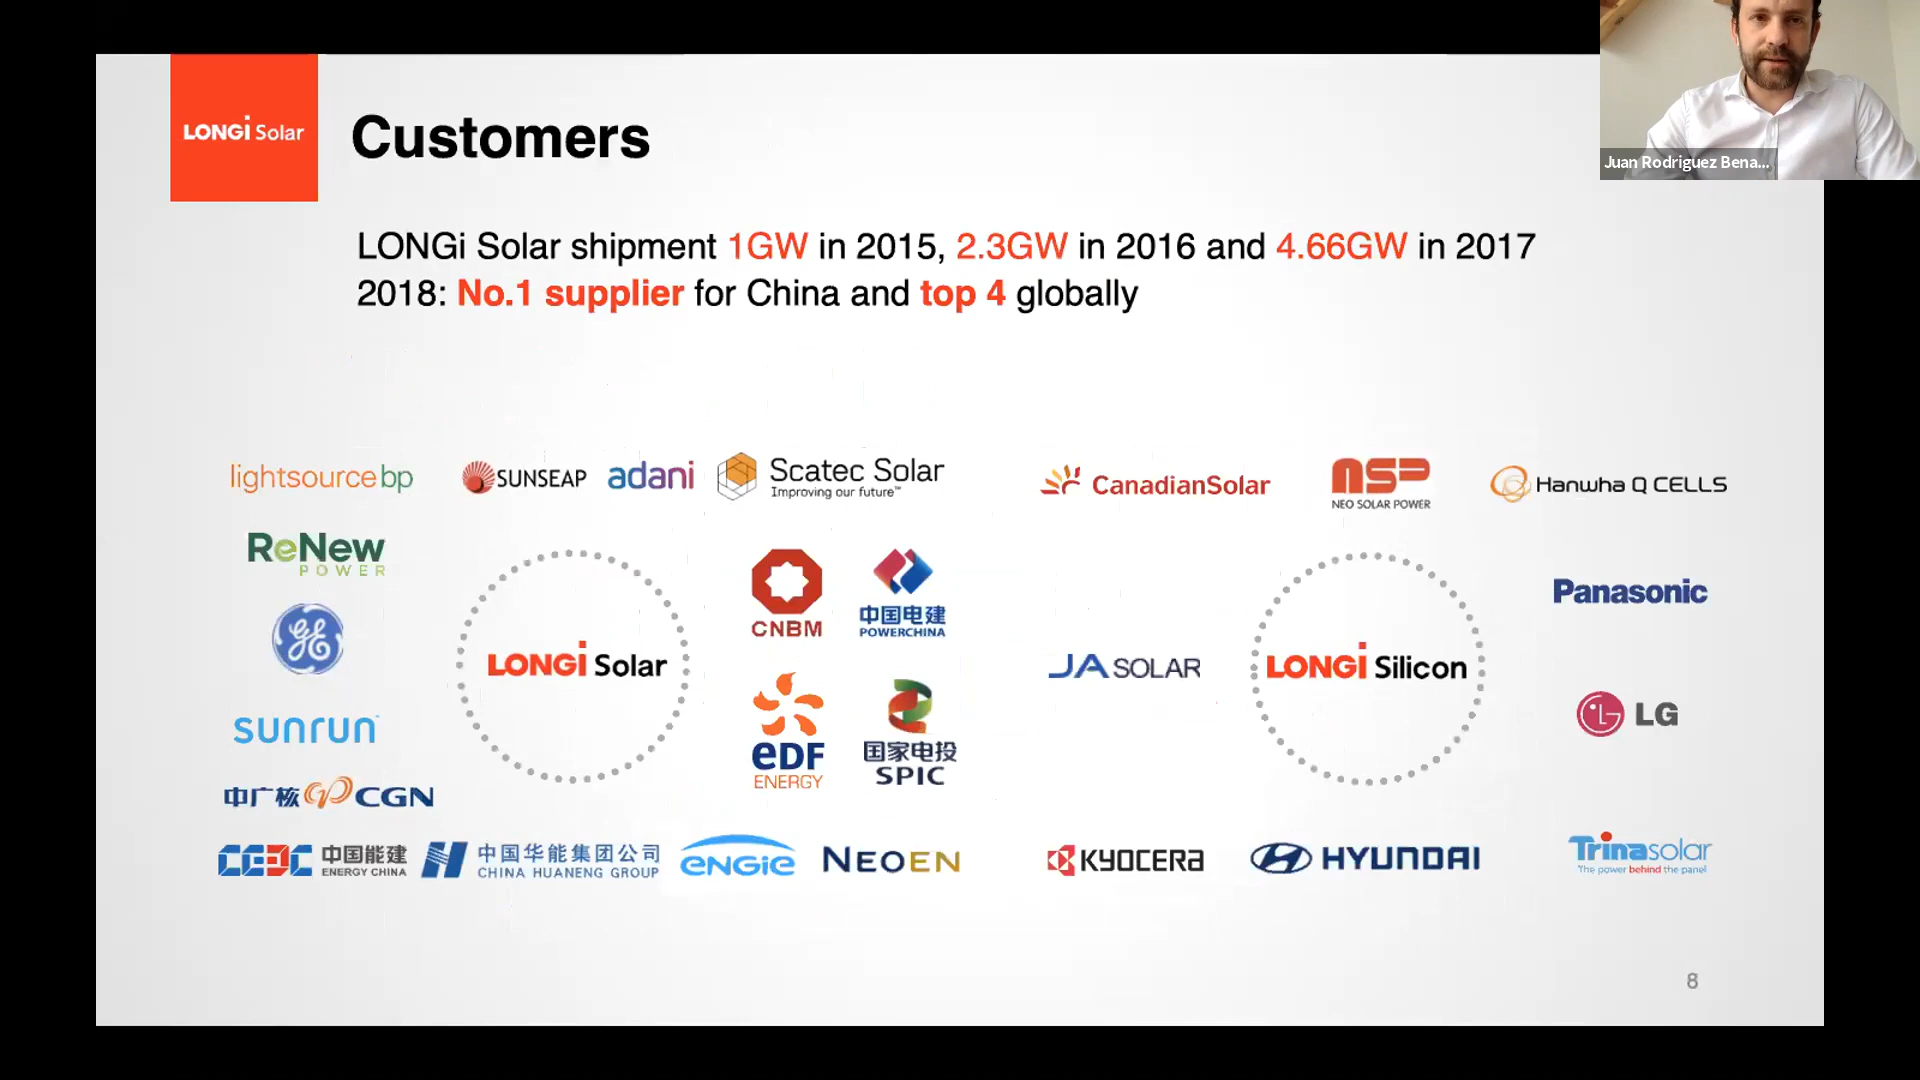 LONGi Solar
Customers
Juan Rodriguez Bena...
LONGi Solar shipment 1GW in 2015, 2.3GW in 2016 and 4.66GW in 2017
2018: No.1 supplier for China and top 4 globally
lightsource bp
SUNSEAP
adani
Scatec Solar
Improving our future™
CanadianSolar
NSP
NEO SOLAR POWER
Hanwha Q CELLS
ReNew
POWER
GE
sunrun
中广核 CGN
LONGi Solar
CNBM
中国电建
POWERCHINA
eDF
ENERGY
国家电投
SPIC
JA SOLAR
LONGi Silicon
Panasonic
LG
CEEC 中国能建
ENERGY CHINA
中国华能集团公司
CHINA HUANENG GROUP
ENGIE
NEOEN
KYOCERA
HYUNDAI
Trinasolar
The power behind the panel
8